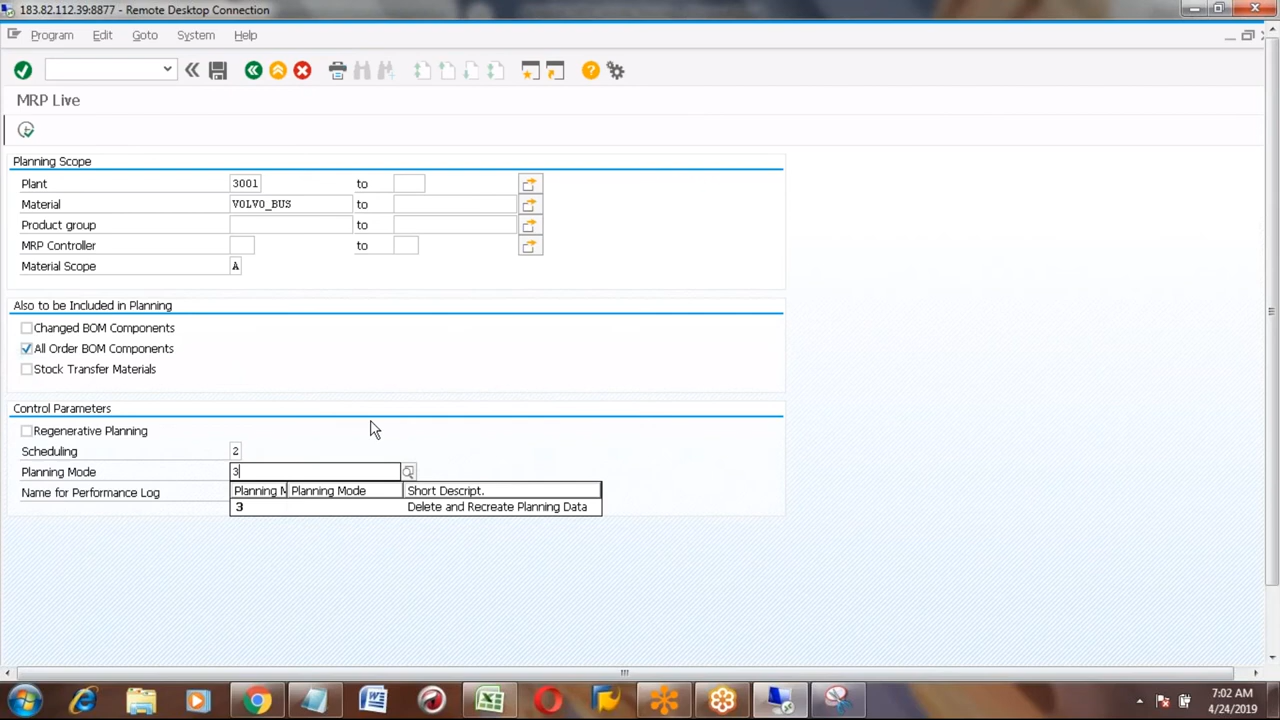 183.82.112.39:8877 - Remote Desktop Connection
Program Edit Goto System Help
MRP Live
Planning Scope
Plant 3001 to
Material VOLVO_BUS to
Product group to
MRP Controller to
Material Scope A
Also to be Included in Planning
Changed BOM Components
All Order BOM Components
Stock Transfer Materials
Control Parameters
Regenerative Planning
Scheduling 2
Planning Mode 3
Name for Performance Log
Planning M Planning Mode Short Descript.
3 Delete and Recreate Planning Data
7:02 AM
4/24/2019